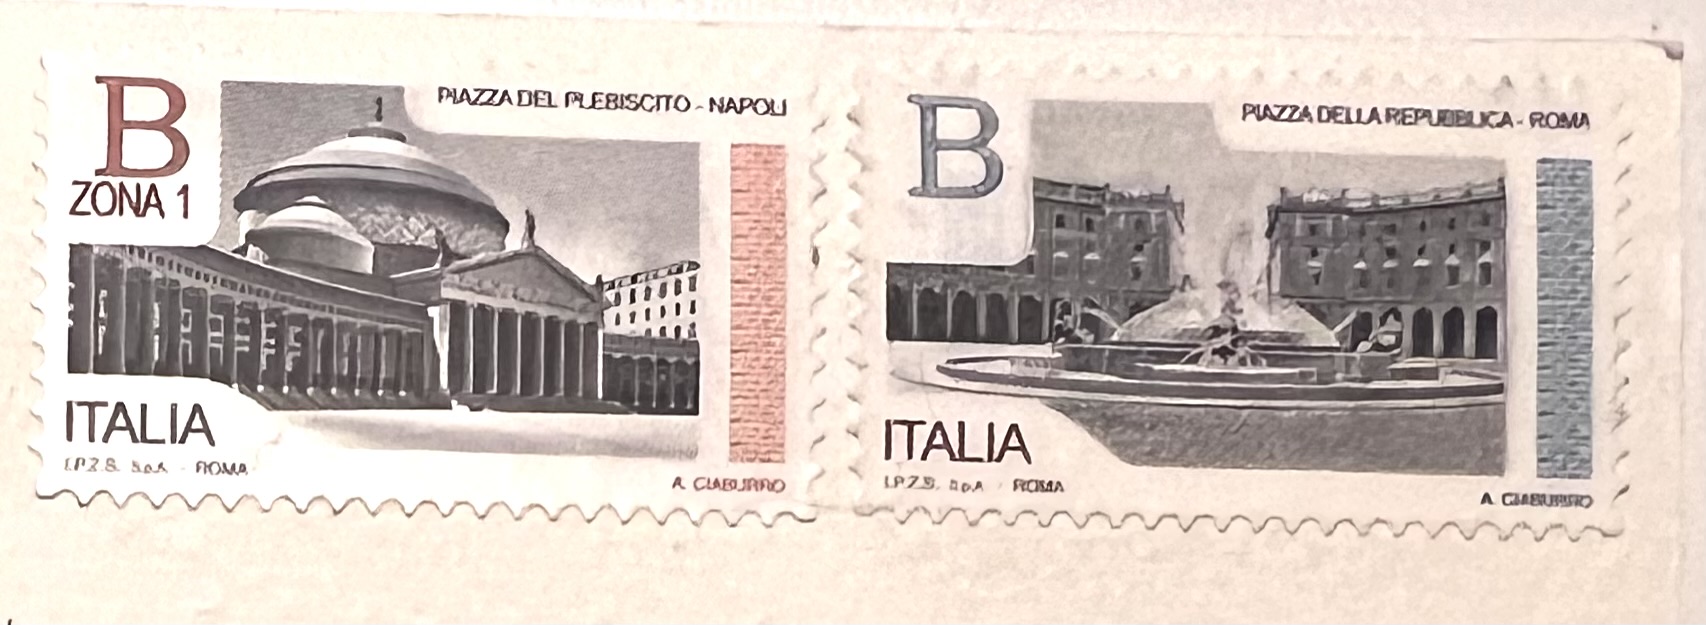 B
ZONA 1
PIAZZA DEL PLEBISCITO - NAPOLI
ITALIA
I.P.Z.S. S.p.A. - ROMA
A. CIABURRO
B
PIAZZA DELLA REPUBBLICA - ROMA
ITALIA
I.P.Z.S. S.p.A. - ROMA
A. CIABURRO